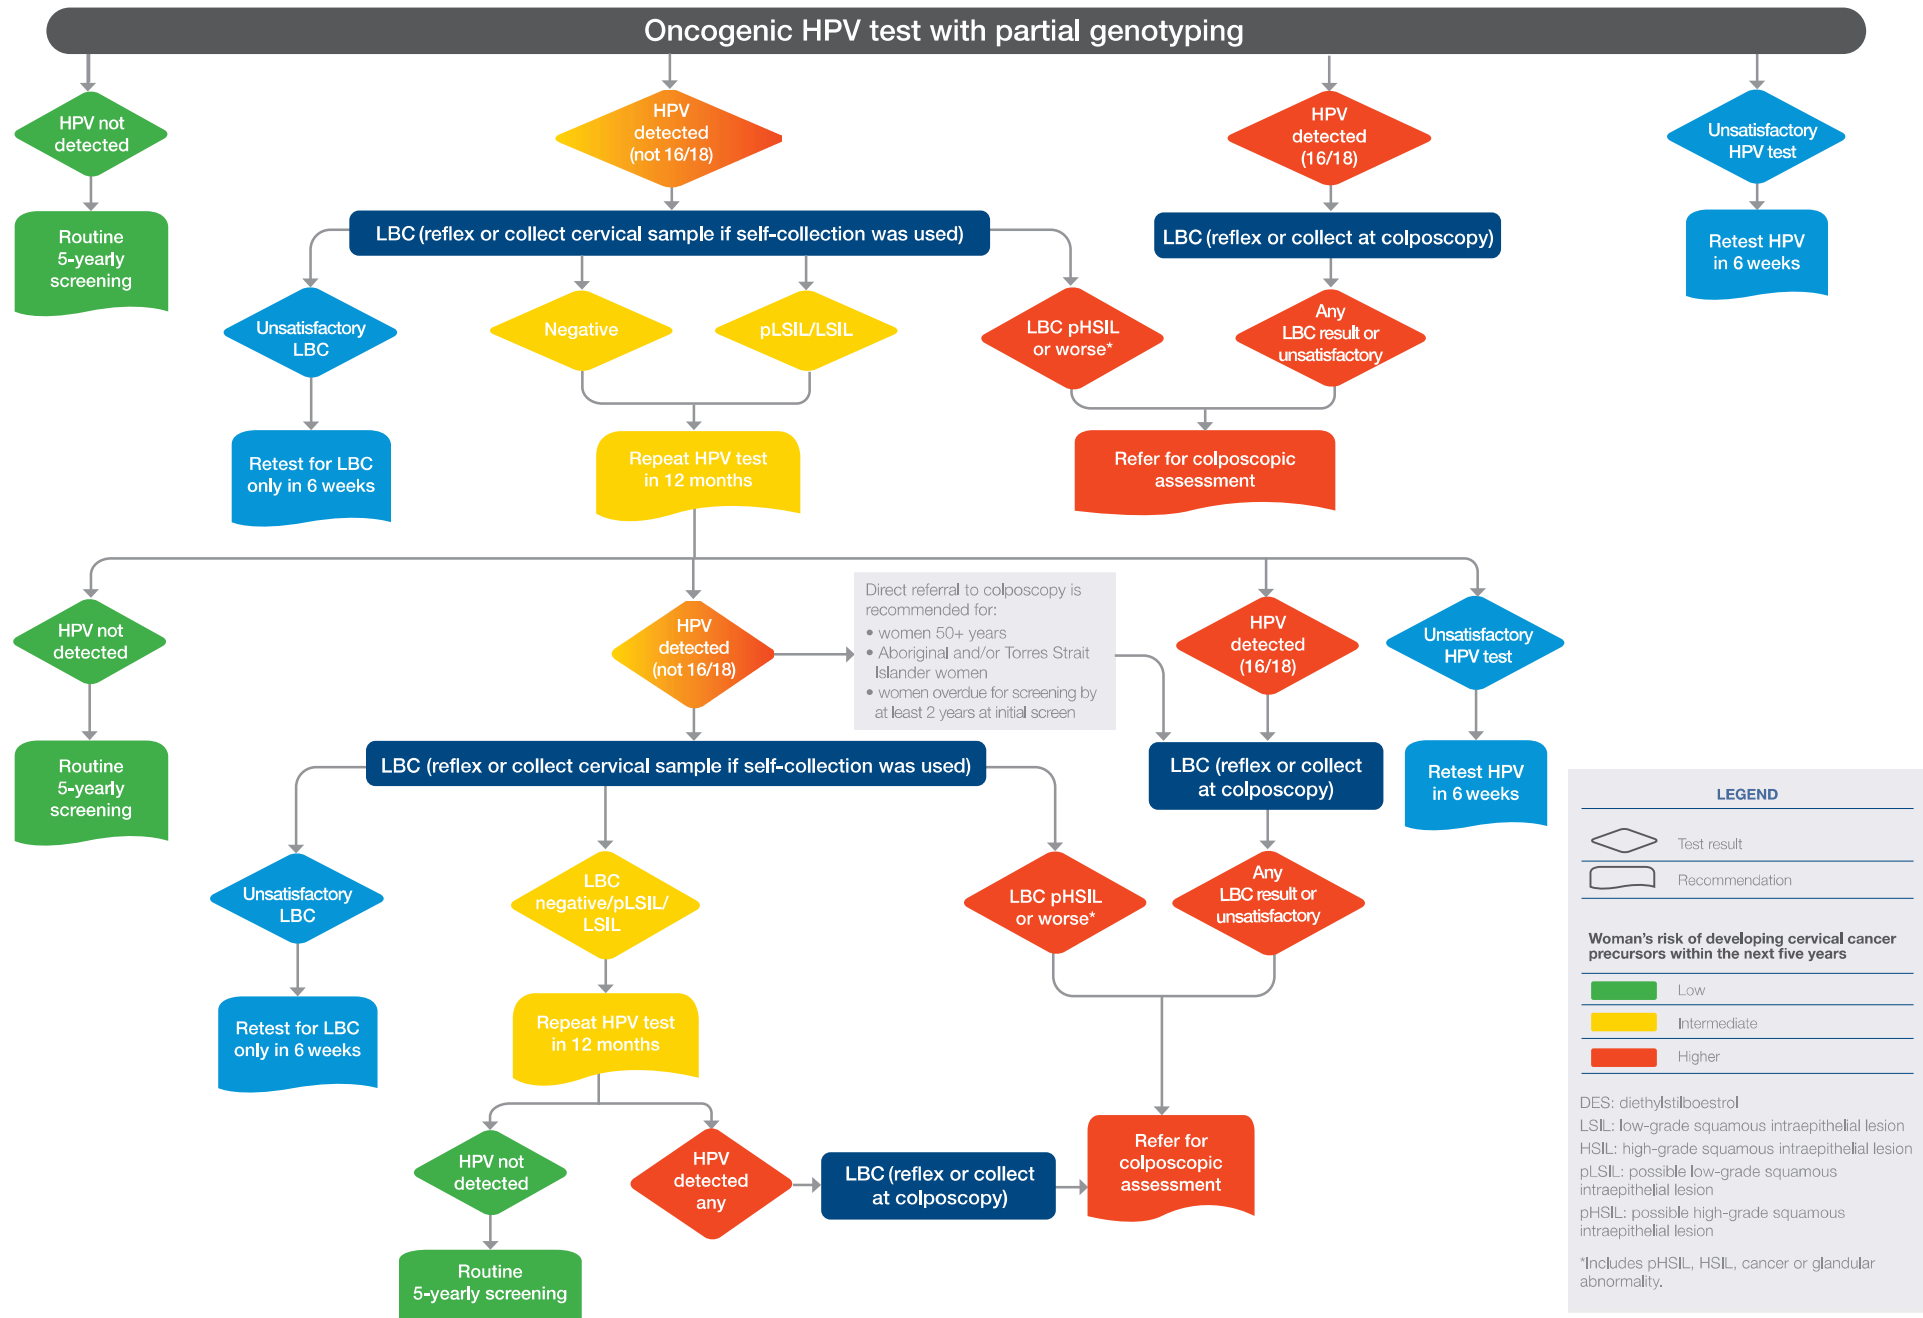 Oncogenic HPV test with partial genotyping
HPV not
detected
HPV
detected
(not 16/18)
HPV
detected
(16/18)
Unsatisfactory
HPV test
Routine
5-yearly
screening
LBC (reflex or collect cervical sample if self-collection was used)
LBC (reflex or collect at colposcopy)
Retest HPV
in 6 weeks
Unsatisfactory
LBC
Negative
pLSIL/LSIL
LBC pHSIL
or worse*
Any
LBC result or
unsatisfactory
Retest for LBC
only in 6 weeks
Repeat HPV test
in 12 months
Refer for colposcopic
assessment
HPV not
detected
HPV
detected
(not 16/18)
Direct referral to colposcopy is
recommended for:
• women 50+ years
• Aboriginal and/or Torres Strait
Islander women
• women overdue for screening by
at least 2 years at initial screen
HPV
detected
(16/18)
Unsatisfactory
HPV test
Routine
5-yearly
screening
LBC (reflex or collect cervical sample if self-collection was used)
LBC (reflex or collect
at colposcopy)
Retest HPV
in 6 weeks
Unsatisfactory
LBC
LBC
negative/pLSIL/
LSIL
LBC pHSIL
or worse*
Any
LBC result or
unsatisfactory
Retest for LBC
only in 6 weeks
Repeat HPV test
in 12 months
HPV not
detected
HPV
detected
any
LBC (reflex or collect
at colposcopy)
Refer for
colposcopic
assessment
Routine
5-yearly screening
LEGEND
Test result
Recommendation
Woman's risk of developing cervical cancer
precursors within the next five years
Low
Intermediate
Higher
DES: diethylstilboestrol
LSIL: low-grade squamous intraepithelial lesion
HSIL: high-grade squamous intraepithelial lesion
pLSIL: possible low-grade squamous
intraepithelial lesion
pHSIL: possible high-grade squamous
intraepithelial lesion
*Includes pHSIL, HSIL, cancer or glandular
abnormality.